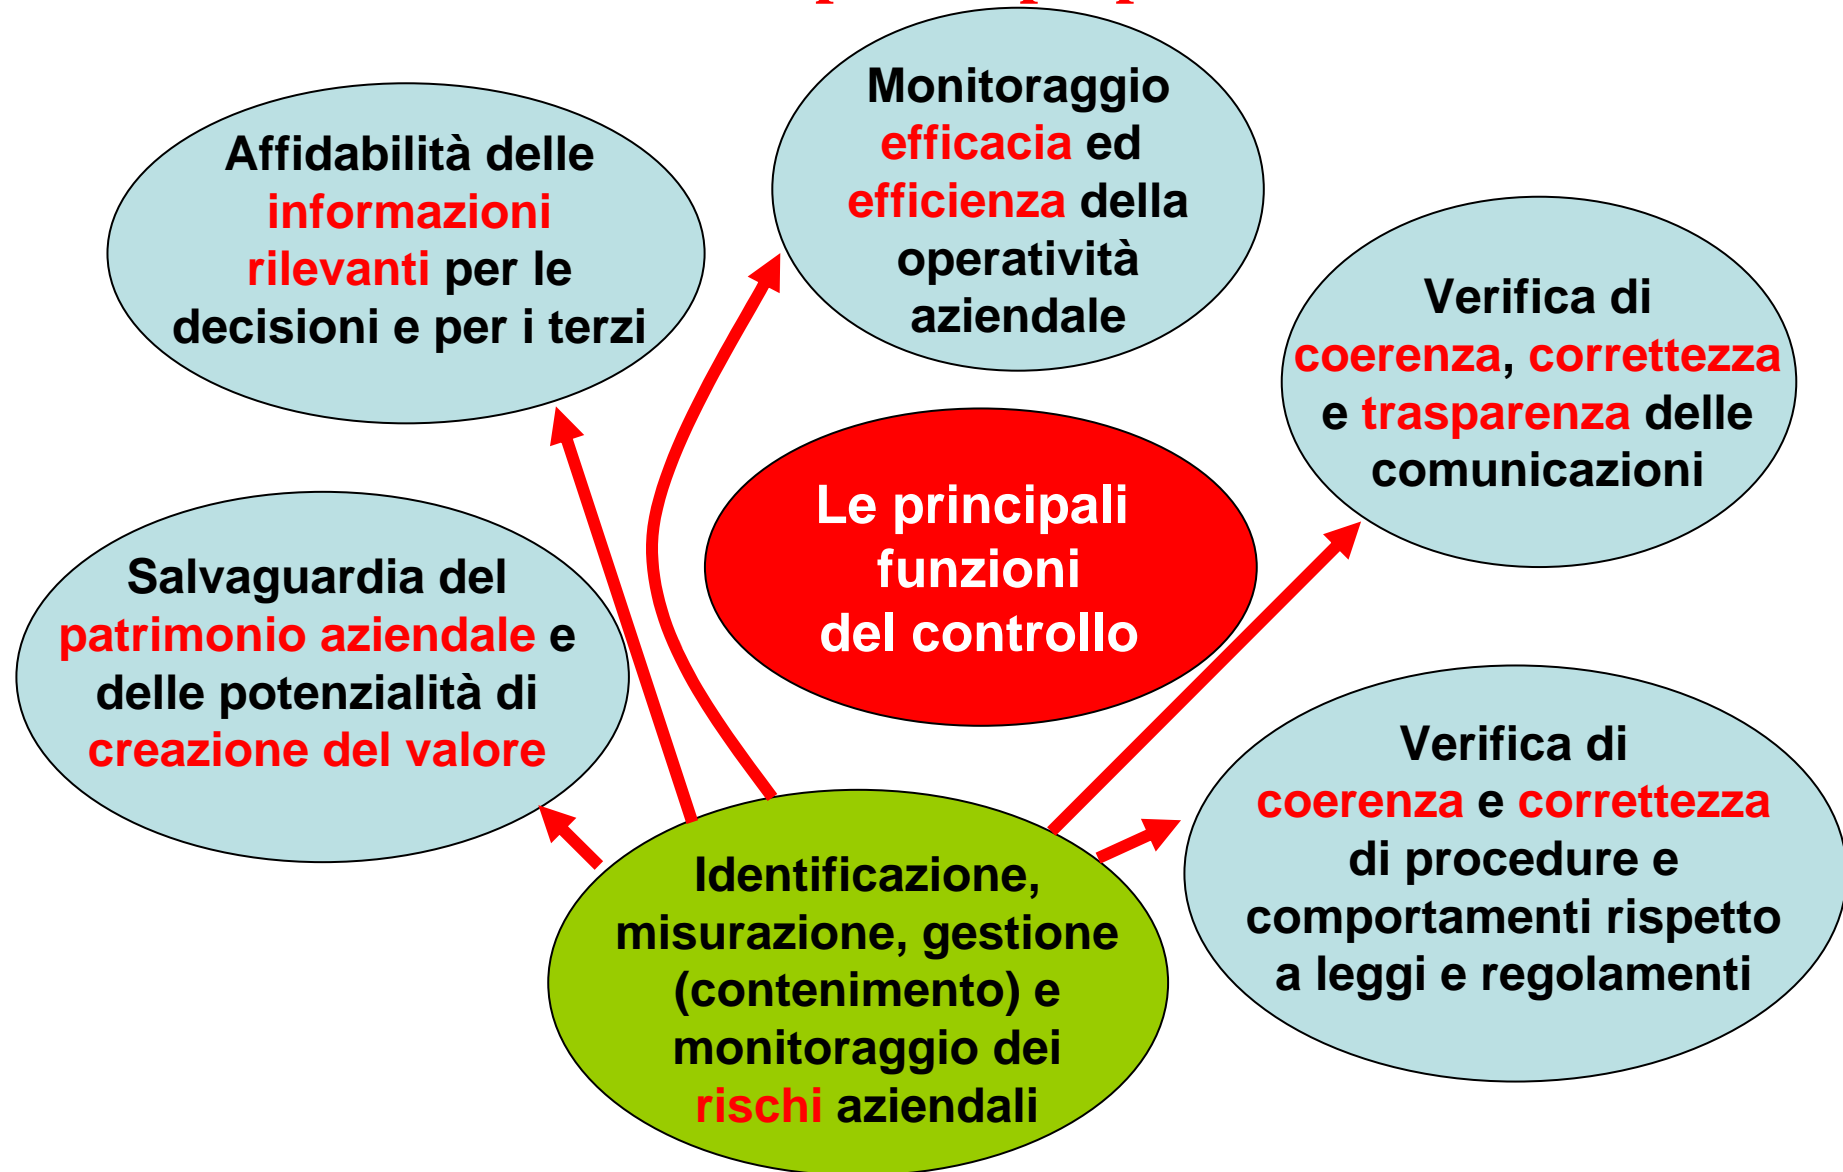 Monitoraggio
efficacia ed
efficienza della
operatività
aziendale
Affidabilità delle
informazioni
rilevanti per le
decisioni e per i terzi
Verifica di
coerenza, correttezza
e trasparenza delle
comunicazioni
Le principali
funzioni
del controllo
Salvaguardia del
patrimonio aziendale e
delle potenzialità di
creazione del valore
Verifica di
coerenza e correttezza
di procedure e
comportamenti rispetto
a leggi e regolamenti
Identificazione,
misurazione, gestione
(contenimento) e
monitoraggio dei
rischi aziendali